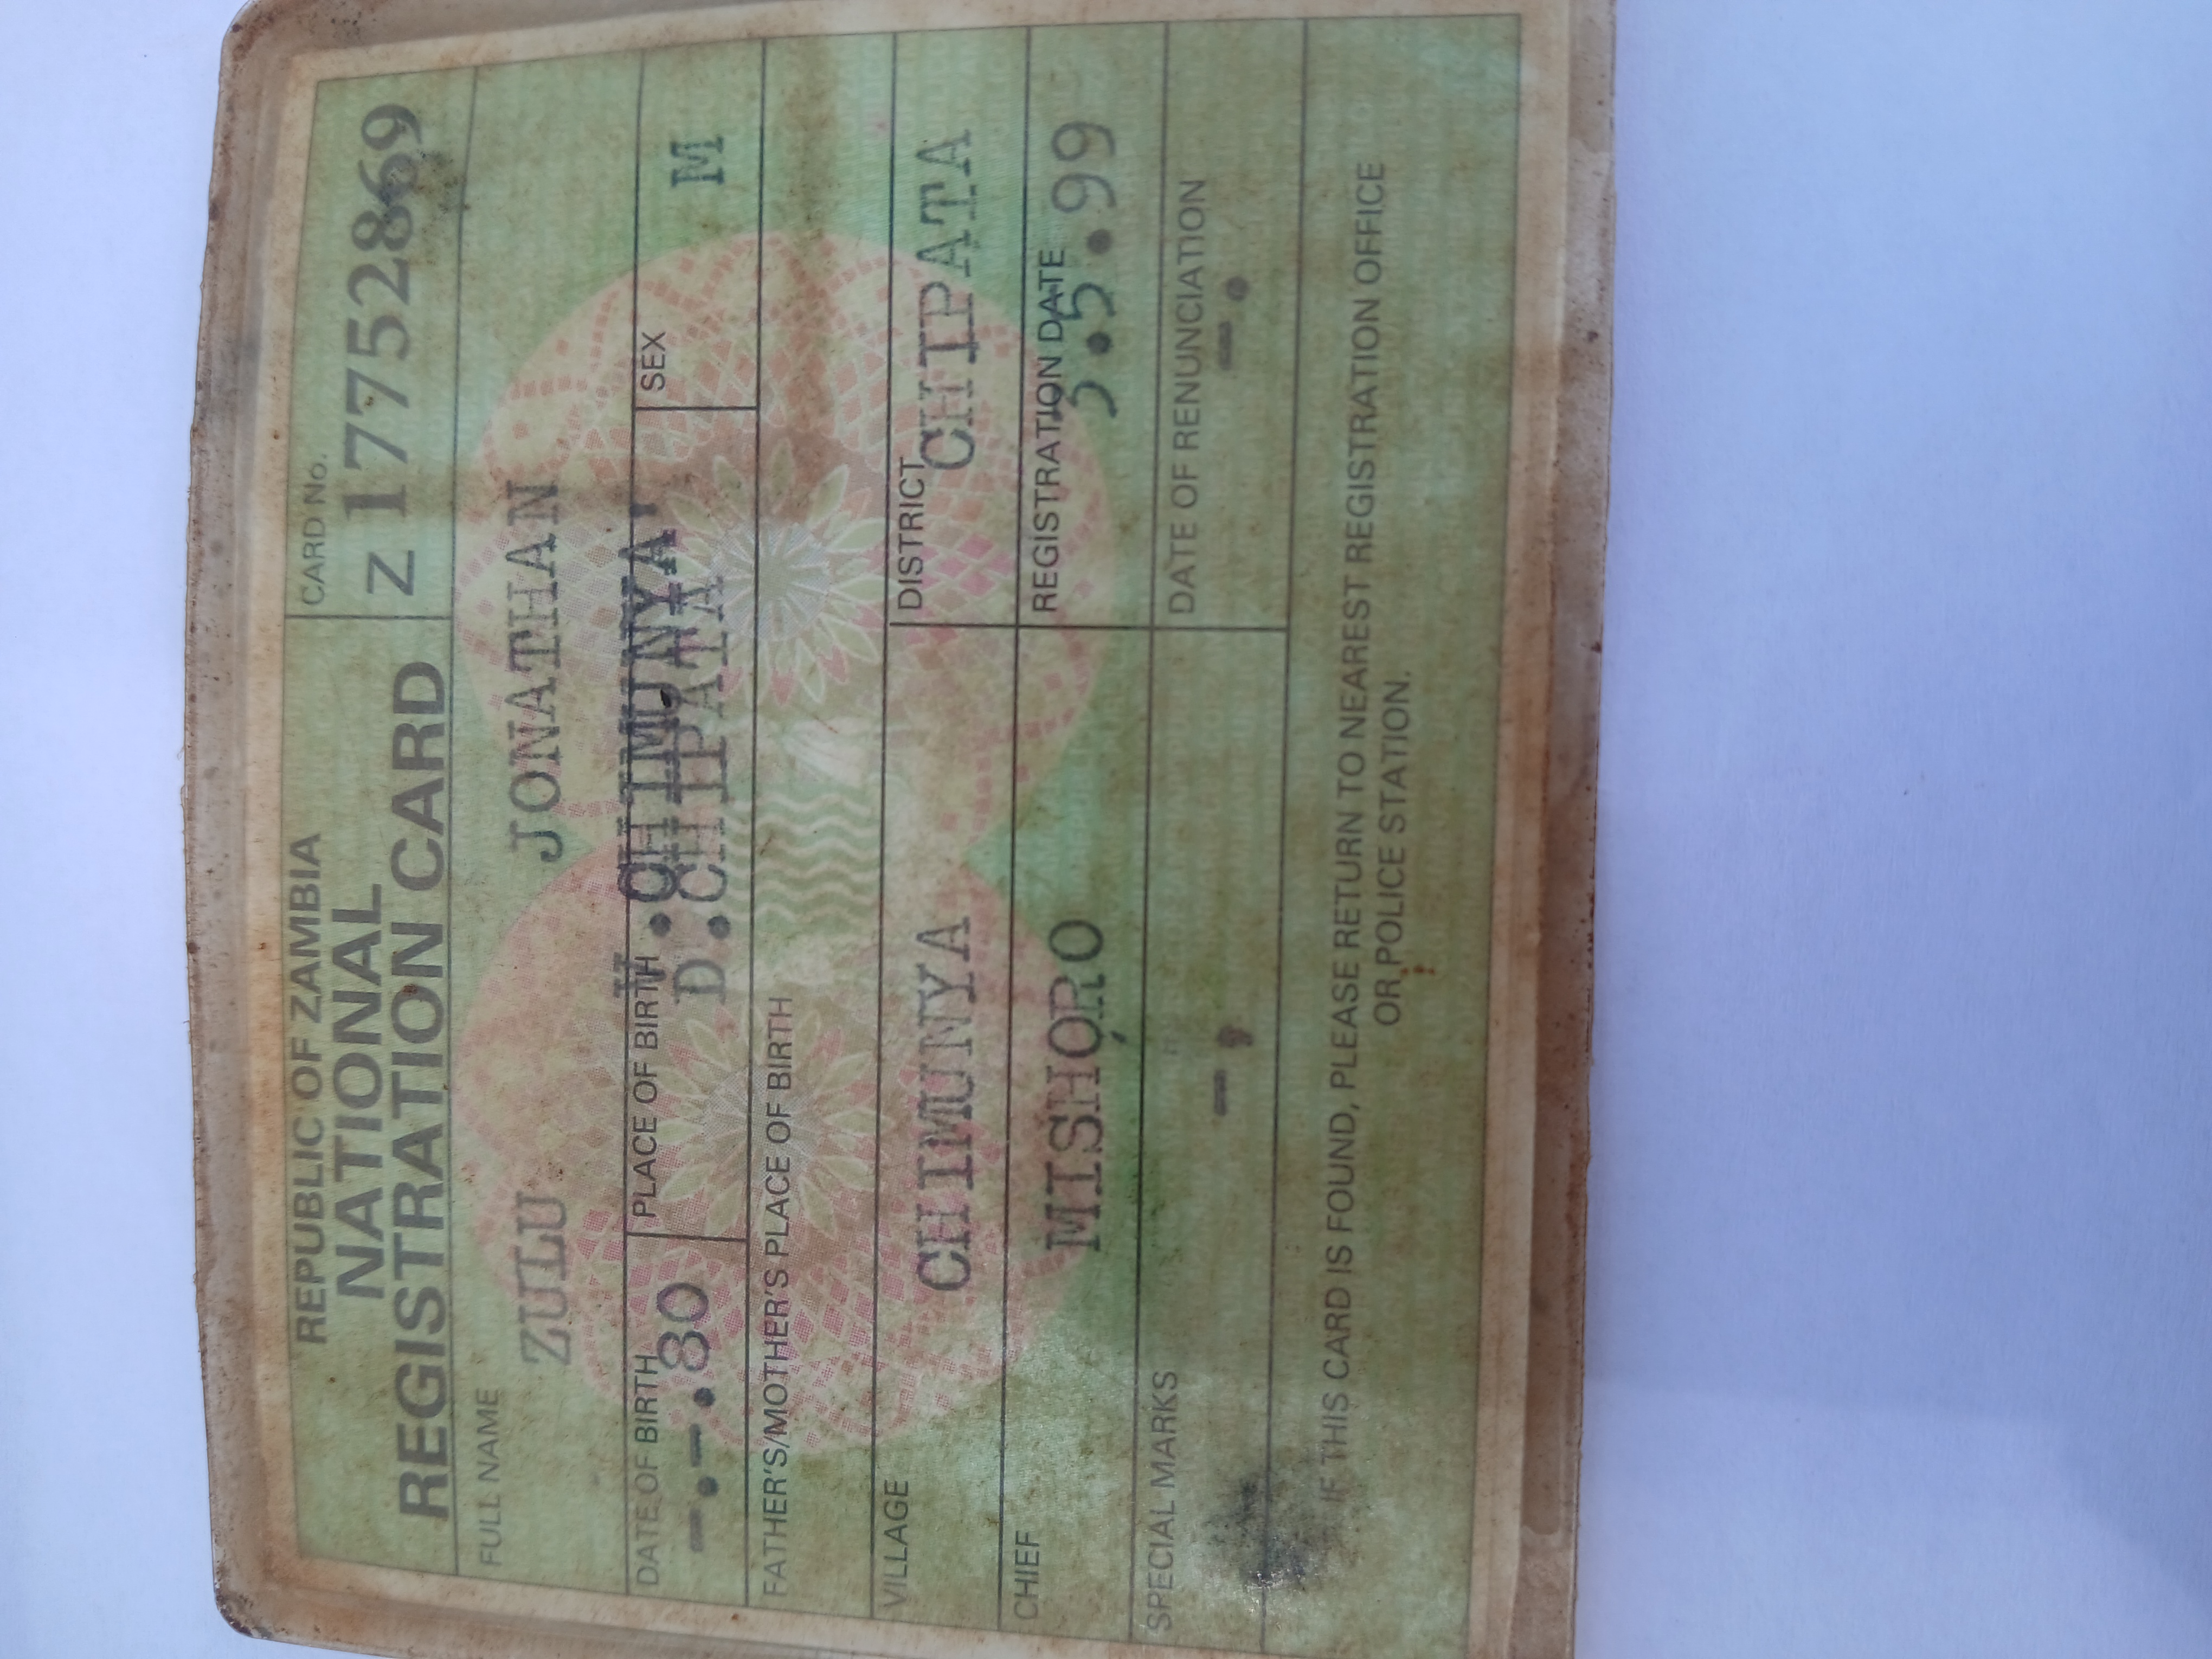 REPUBLIC OF ZAMBIA
NATIONAL
REGISTRATION CARD
CARD No.
Z 17752869
FULL NAME
ZULU JONATHAN
DATE OF BIRTH
-.-.80
PLACE OF BIRTH
V.CHIMUNYA
D.CHIPATA
SEX
M
FATHER'S/MOTHER'S PLACE OF BIRTH
VILLAGE
CHIMUNYA
DISTRICT
CHIPATA
CHIEF
MISHORO
REGISTRATION DATE
5.99
SPECIAL MARKS
-,
DATE OF RENUNCIATION
-.
IF THIS CARD IS FOUND, PLEASE RETURN TO NEAREST REGISTRATION OFFICE
OR POLICE STATION.